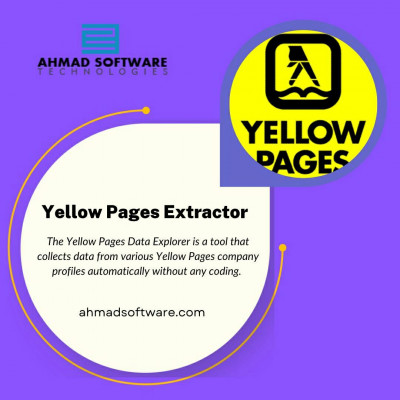 AHMAD SOFTWARE
TECHNOLOGIES
YELLOW
PAGES
Yellow Pages Extractor
The Yellow Pages Data Explorer is a tool that
collects data from various Yellow Pages company
profiles automatically without any coding.
ahmadsoftware.com